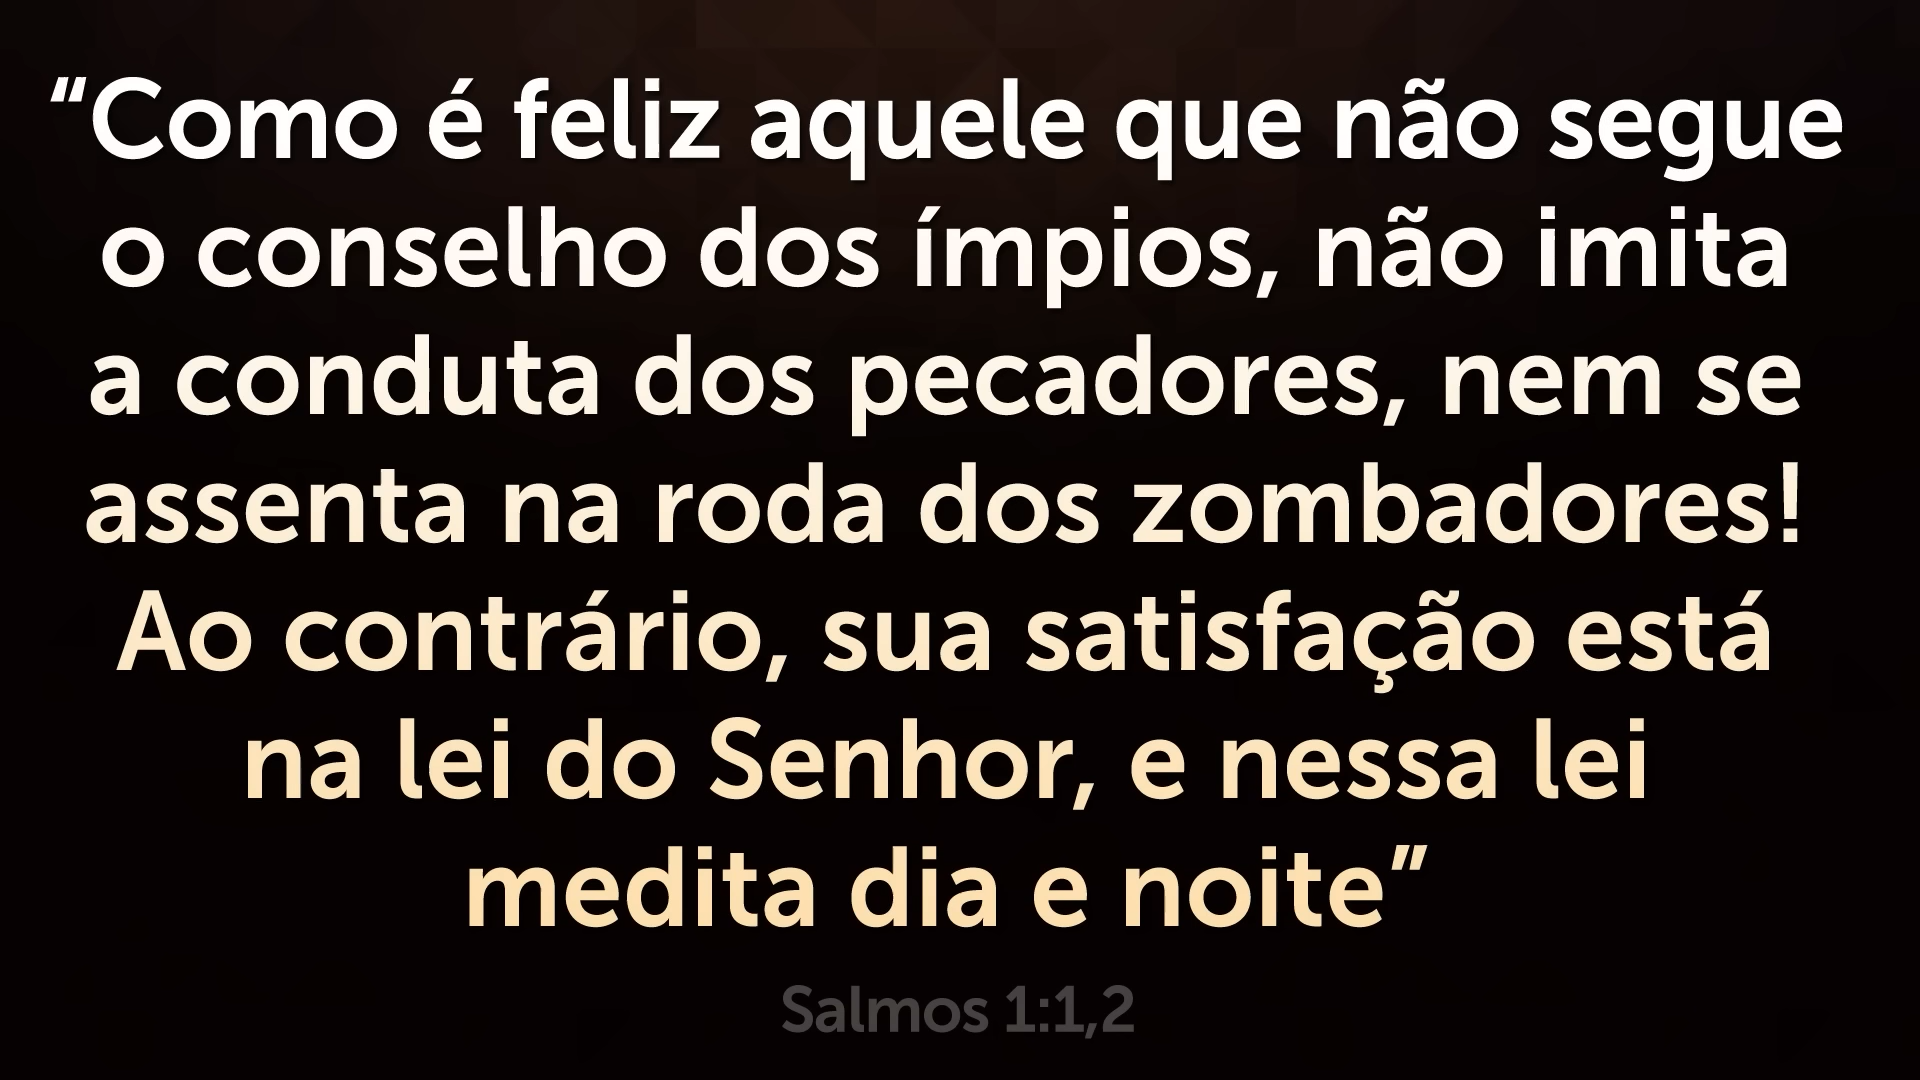 “Como é feliz aquele que não segue
o conselho dos ímpios, não imita
a conduta dos pecadores, nem se
assenta na roda dos zombadores!
Ao contrário, sua satisfação está
na lei do Senhor, e nessa lei
medita dia e noite”
Salmos 1:1,2